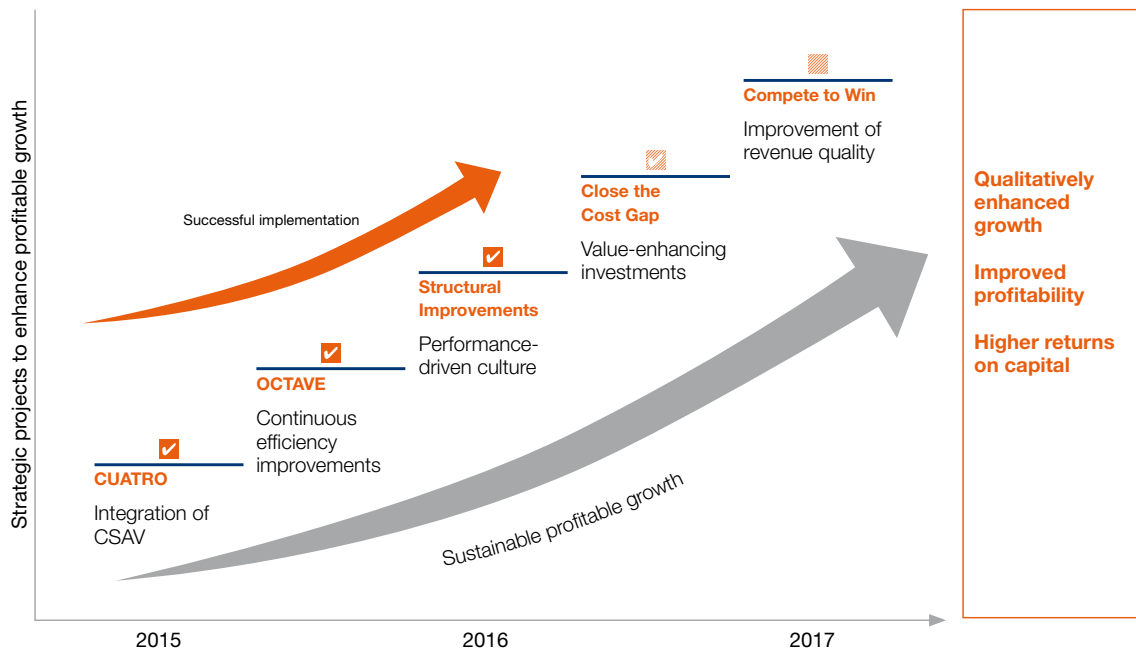 Strategic projects to enhance profitable growth
Successful implementation
CUATRO
Integration of
CSAV
OCTAVE
Continuous
efficiency
improvements
Structural
Improvements
Performance-
driven culture
Close the
Cost Gap
Value-enhancing
investments
Compete to Win
Improvement of
revenue quality
Sustainable profitable growth
Qualitatively
enhanced
growth
Improved
profitability
Higher returns
on capital
2015
2016
2017